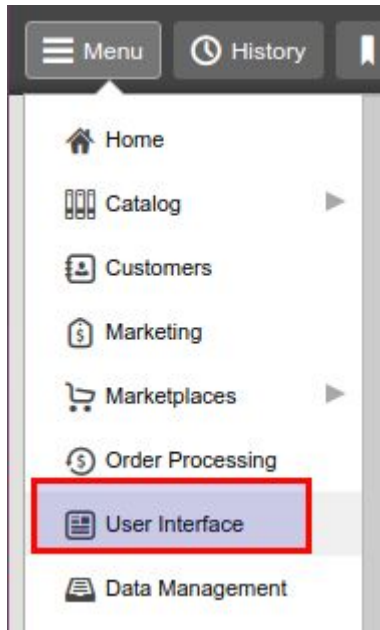 Menu
History
Home
Catalog
Customers
Marketing
Marketplaces
Order Processing
User Interface
Data Management